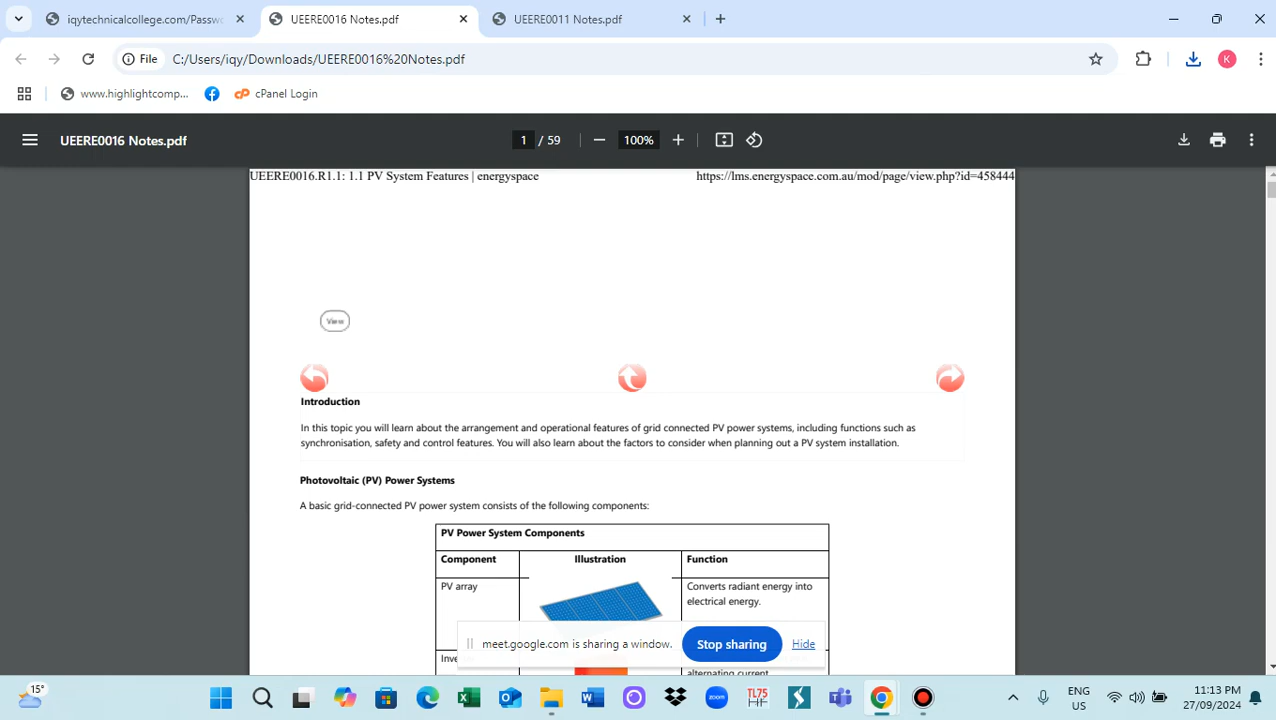 iqytechnicalcollege.com/Passwo
UEERE0016 Notes.pdf
UEERE0011 Notes.pdf
File
C:/Users/iqy/Downloads/UEERE0016%20Notes.pdf
K
www.highlightcomp...
cPanel Login
UEERE0016 Notes.pdf
1 / 59
100%
UEERE0016.R1.1: 1.1 PV System Features | energyspace
https://lms.energyspace.com.au/mod/page/view.php?id=458444
View
Introduction
In this topic you will learn about the arrangement and operational features of grid connected PV power systems, including functions such as
synchronisation, safety and control features. You will also learn about the factors to consider when planning out a PV system installation.
Photovoltaic (PV) Power Systems
A basic grid-connected PV power system consists of the following components:
PV Power System Components
Component Illustration Function
PV array
Converts radiant energy into
electrical energy.
meet.google.com is sharing a window.
Stop sharing
Hide
alternating current
15°
zoom
TL75
ENG
US
11:13 PM
27/09/2024